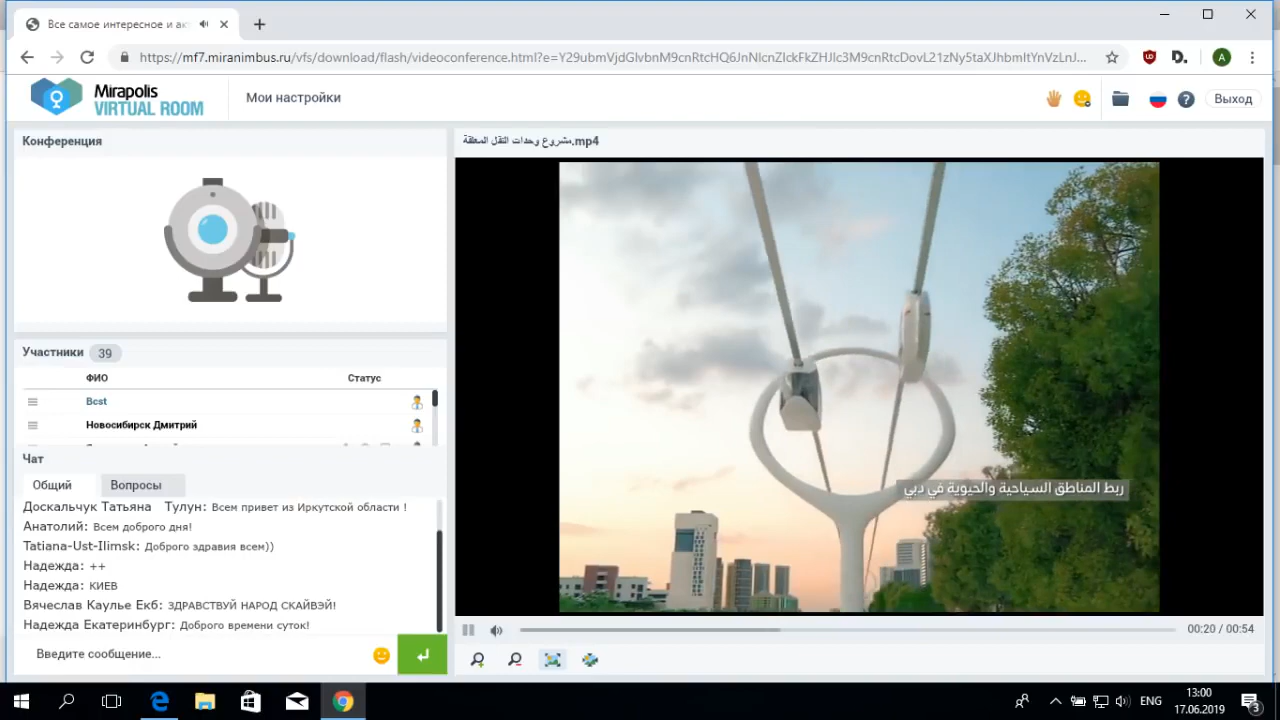 Все самое интересное и ак
https://mf7.miranimbus.ru/vfs/download/flash/videoconference.html?e=Y29ubmVjdGlvbnM9cnRtcHQ6JnNlcnZlckFkZHJlc3M9cnRtcDovL21zNy5taXJhbmltYnVzLnJ...
A
Mirapolis
VIRTUAL ROOM
Мои настройки
Выход
Конференция
مشروع وحدات النقل المعلقة.mp4
ربط المناطق السياحية والحيوية في دبي
Участники 39
ФИО Статус
Bcst
Новосибирск Дмитрий
Чат
Общий Вопросы
Доскальчук Татьяна Тулун: Всем привет из Иркутской области !
Анатолий: Всем доброго дня!
Tatiana-Ust-Ilimsk: Доброго здравия всем))
Надежда: ++
Надежда: КИЕВ
Вячеслав Каулье Екб: ЗДРАВСТВУЙ НАРОД СКАЙВЭЙ!
Надежда Екатеринбург: Доброго времени суток!
Введите сообщение...
00:20 / 00:54
ENG
13:00
17.06.2019
3